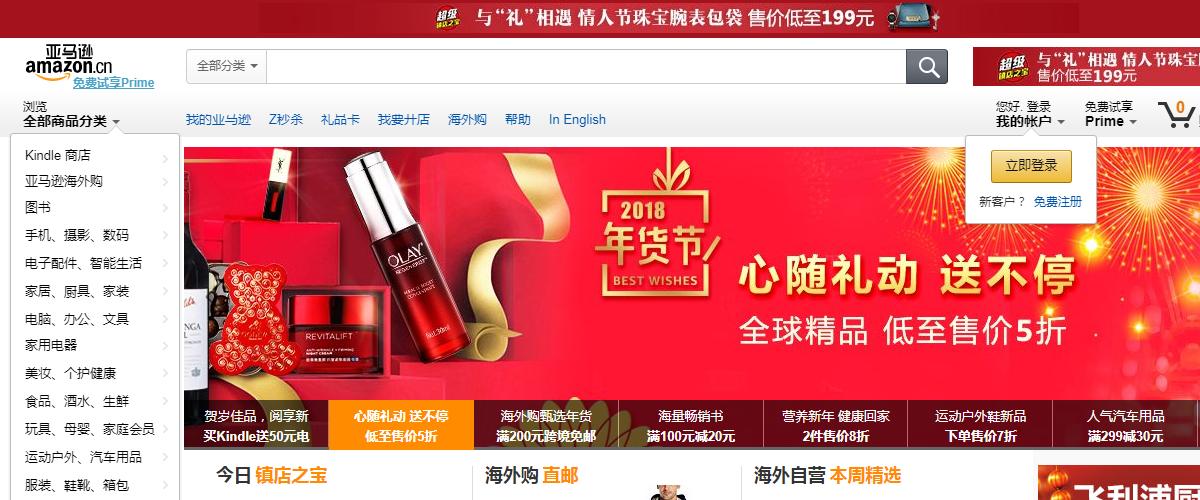 超级
镇店之宝
与“礼”相遇 情人节珠宝腕表包袋 售价低至199元
亚马逊
amazon.cn
免费试享Prime
全部分类
超级
镇店之宝
与“礼”相遇 情人节珠宝腕表
售价低至199元
浏览
全部商品分类
我的亚马逊
Z秒杀
礼品卡
我要开店
海外购
帮助
In English
您好, 登录
我的帐户
免费试享
Prime
0
立即登录
新客户？ 免费注册
Kindle 商店
亚马逊海外购
图书
手机、摄影、数码
电子配件、智能生活
家居、厨具、家装
电脑、办公、文具
家用电器
美妆、个护健康
食品、酒水、生鲜
玩具、母婴、家庭会员
运动户外、汽车用品
服装、鞋靴、箱包
OLAY
REVITALIFT
2018
年货节
BEST WISHES
心随礼动 送不停
全球精品 低至售价5折
贺岁佳品，阅享新
买Kindle送50元电
心随礼动 送不停
低至售价5折
海外购甄选年货
满200元跨境免邮
海量畅销书
满100元减20元
营养新年 健康回家
2件售价8折
运动户外鞋新品
下单售价7折
人气汽车用品
满299减30元
今日 镇店之宝
海外购 直邮
海外自营 本周精选
飞利浦厨